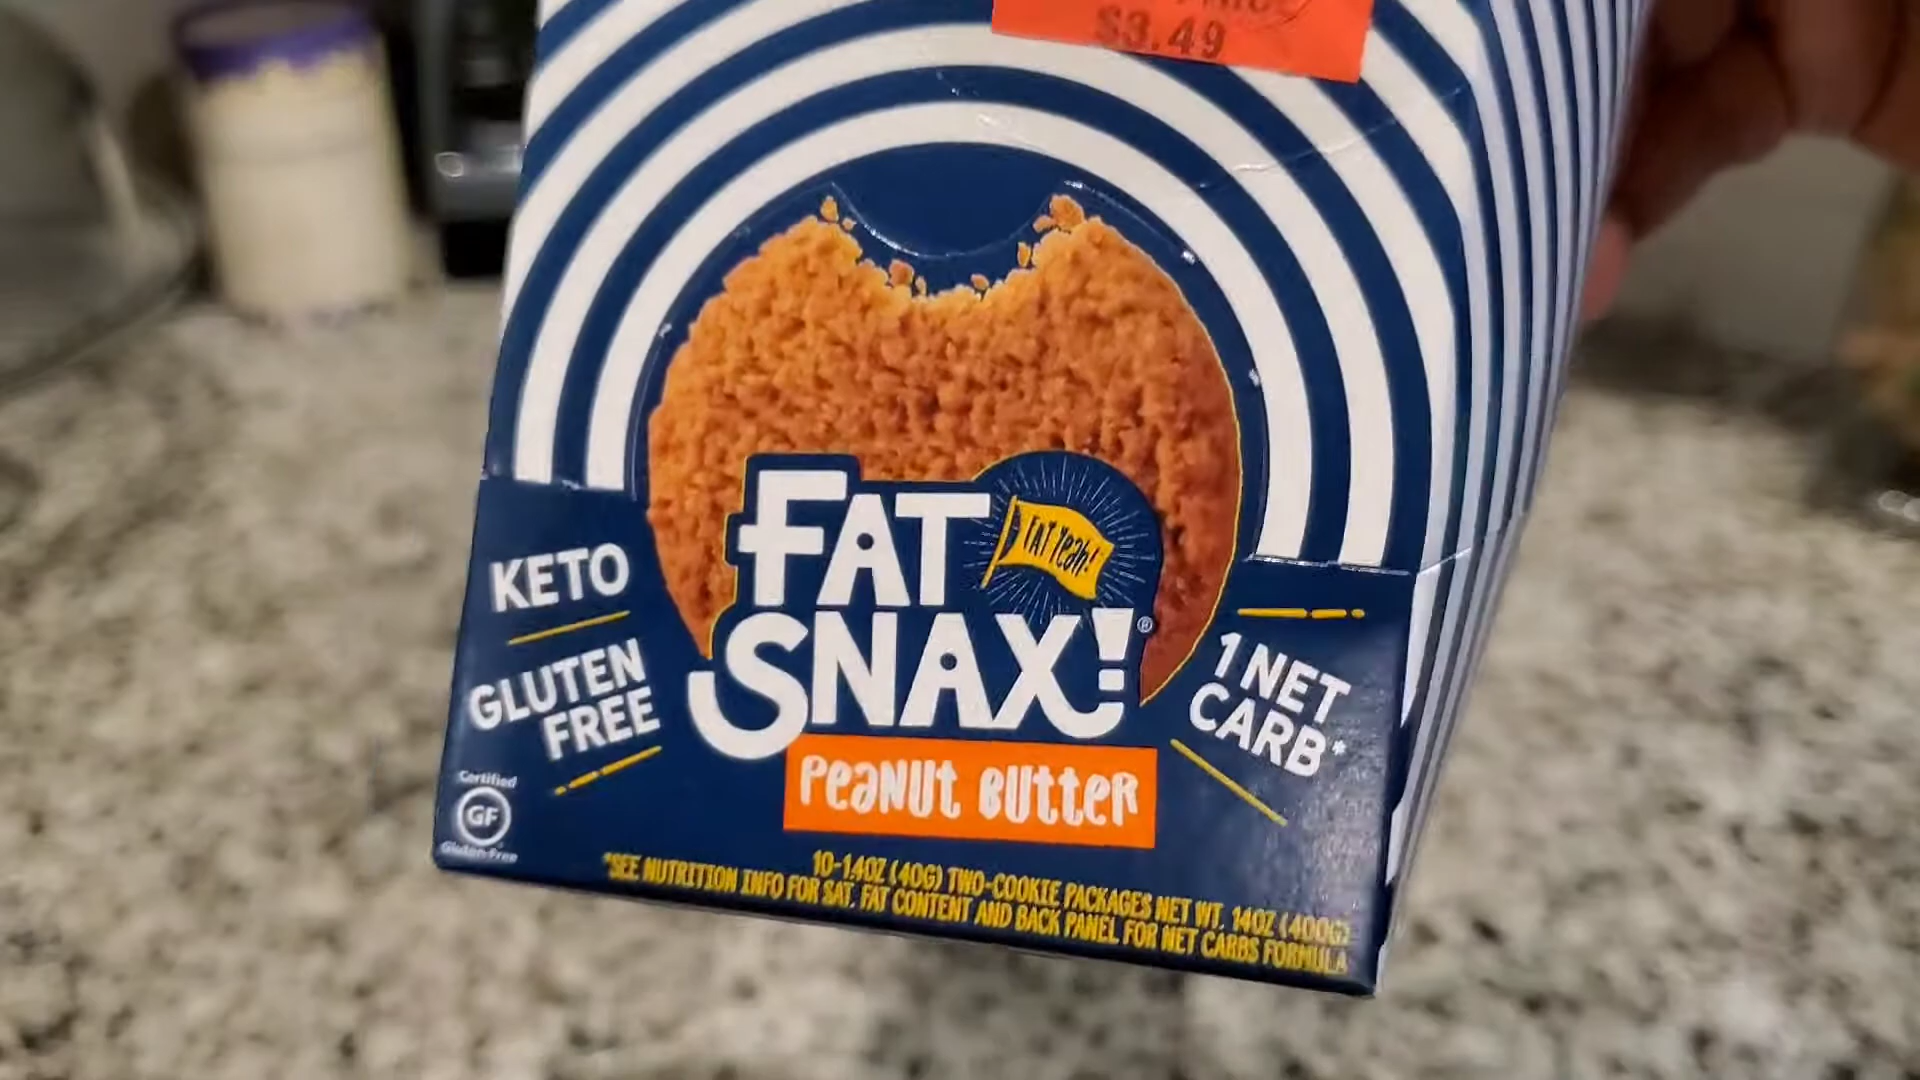 $3.49
FAT
FAT Yeah!
SNAX!®
PEANUT BUTTER
KETO
GLUTEN
FREE
1 NET
CARB*
Certified
GF
Gluten-Free
10-1.4OZ (40G) TWO-COOKIE PACKAGES NET WT. 14OZ (400G)
*SEE NUTRITION INFO FOR SAT. FAT CONTENT AND BACK PANEL FOR NET CARBS FORMULA